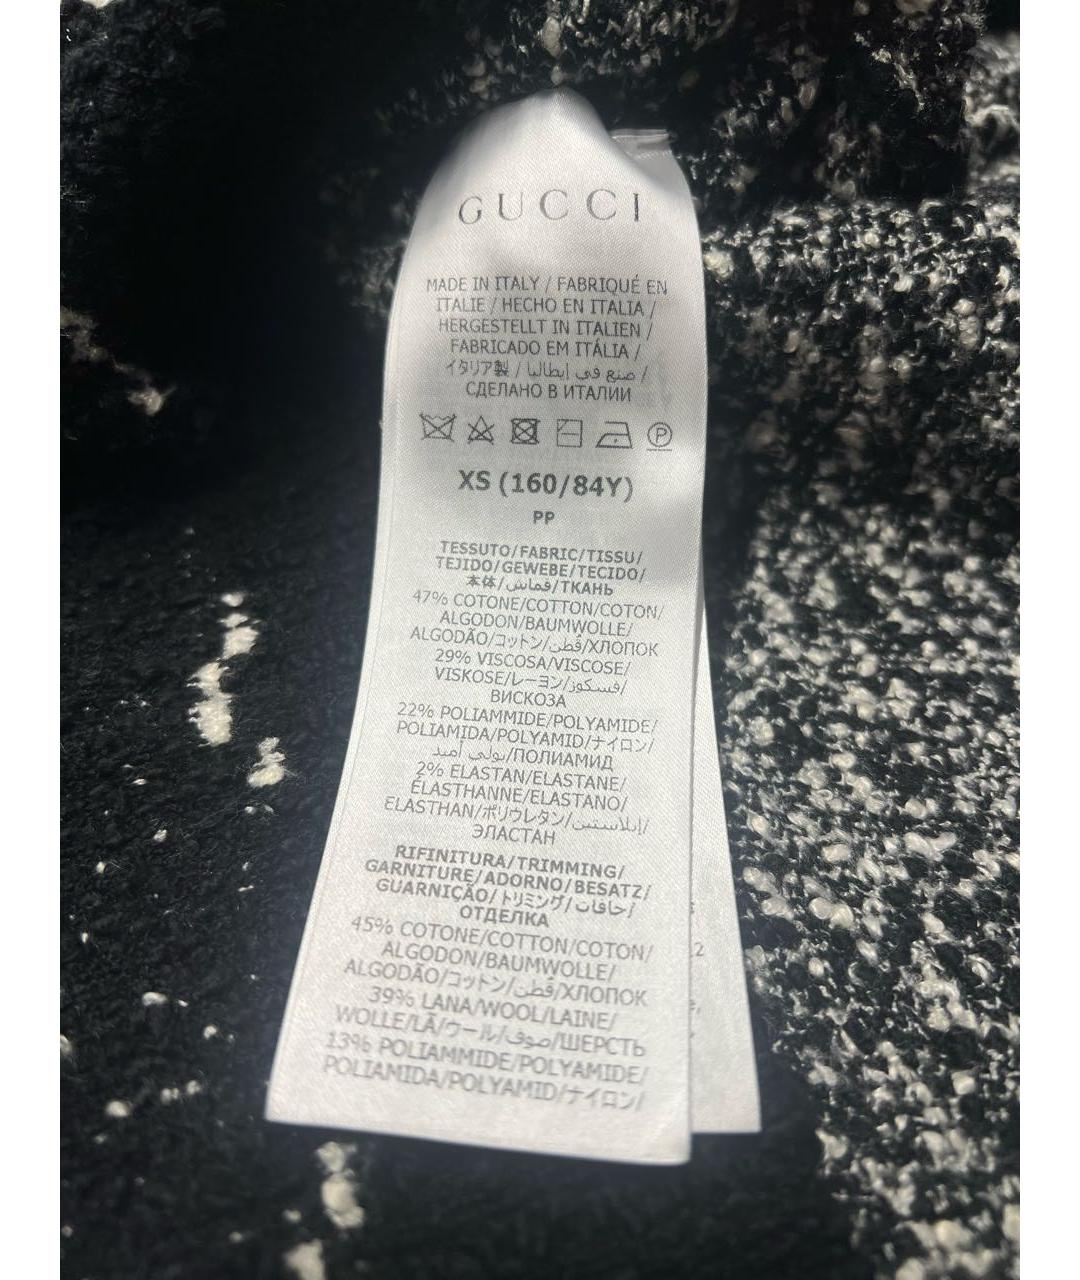 GUCCI
MADE IN ITALY / FABRIQUÉ EN
ITALIE / HECHO EN ITALIA /
HERGESTELLT IN ITALIEN /
FABRICADO EM ITÁLIA /
イタリア製 / صنع في إيطاليا /
СДЕЛАНО В ИТАЛИИ
P
XS (160/84Y)
PP
TESSUTO/FABRIC/TISSU/
TEJIDO/GEWEBE/TECIDO/
本体/قماش/ТКАНЬ
47% COTONE/COTTON/COTON/
ALGODON/BAUMWOLLE/
ALGODÃO/コットン/قطن/ХЛОПОК
29% VISCOSA/VISCOSE/
VISKOSE/レーヨン/فسكوز/
ВИСКОЗА
22% POLIAMMIDE/POLYAMIDE/
POLIAMIDA/POLYAMID/ナイロン/
بولي أميد/ПОЛИАМИД
2% ELASTAN/ELASTANE/
ÉLASTHANNE/ELASTANO/
ELASTHAN/ポリウレタン/إيلاستين/
ЭЛАСТАН
RIFINITURA/TRIMMING/
GARNITURE/ADORNO/BESATZ/
GUARNIÇÃO/トリミング/حافات/
ОТДЕЛКА
45% COTONE/COTTON/COTON/
ALGODON/BAUMWOLLE/
ALGODÃO/コットン/قطن/ХЛОПОК
39% LANA/WOOL/LAINE/
WOLLE/LÃ/ウール/صوف/ШЕРСТЬ
13% POLIAMMIDE/POLYAMIDE/
POLIAMIDA/POLYAMID/ナイロン/
2